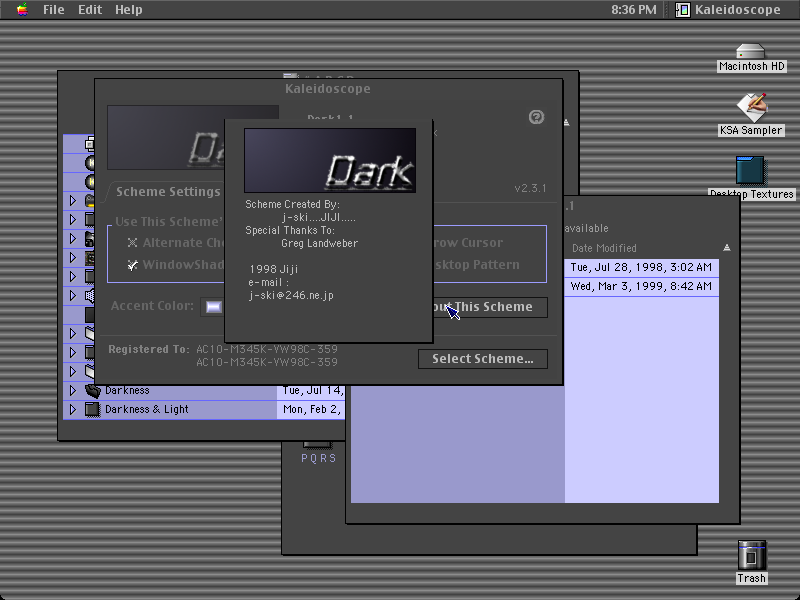 File Edit Help
8:36 PM
Kaleidoscope
Macintosh HD
KSA Sampler
Desktop Textures
Trash
Kaleidoscope
Dark
v2.3.1
Scheme Settings
Use This Scheme'
Alternate Che
WindowShad
row Cursor
sktop Pattern
Accent Color:
out This Scheme
Registered To: AC10-M345K-YW98C-359
AC10-M345K-YW98C-359
Select Scheme...
Dark
Scheme Created By:
j-ski....JIJI.....
Special Thanks To:
Greg Landweber
1998 Jiji
e-mail :
j-ski@246.ne.jp
.1
available
Date Modified
Tue, Jul 28, 1998, 3:02 AM
Wed, Mar 3, 1999, 8:42 AM
Darkness Tue, Jul 14,
Darkness & Light Mon, Feb 2,
PQRS